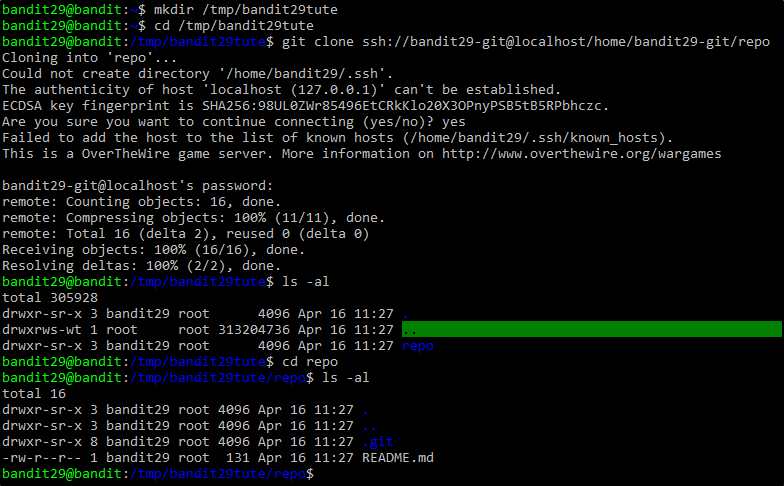 bandit29@bandit:~$ mkdir /tmp/bandit29tute
bandit29@bandit:~$ cd /tmp/bandit29tute
bandit29@bandit:/tmp/bandit29tute$ git clone ssh://bandit29-git@localhost/home/bandit29-git/repo
Cloning into 'repo'...
Could not create directory '/home/bandit29/.ssh'.
The authenticity of host 'localhost (127.0.0.1)' can't be established.
ECDSA key fingerprint is SHA256:98UL0ZWr85496EtCRkKlo20X3OPnyPSB5tB5RPbhczc.
Are you sure you want to continue connecting (yes/no)? yes
Failed to add the host to the list of known hosts (/home/bandit29/.ssh/known_hosts).
This is a OverTheWire game server. More information on http://www.overthewire.org/wargames
bandit29-git@localhost's password:
remote: Counting objects: 16, done.
remote: Compressing objects: 100% (11/11), done.
remote: Total 16 (delta 2), reused 0 (delta 0)
Receiving objects: 100% (16/16), done.
Resolving deltas: 100% (2/2), done.
bandit29@bandit:/tmp/bandit29tute$ ls -al
total 305928
drwxr-sr-x 3 bandit29 root      4096 Apr 16 11:27 .
drwxrws-wt 1 root     root 313204736 Apr 16 11:27 ..
drwxr-sr-x 3 bandit29 root      4096 Apr 16 11:27 repo
bandit29@bandit:/tmp/bandit29tute$ cd repo
bandit29@bandit:/tmp/bandit29tute/repo$ ls -al
total 16
drwxr-sr-x 3 bandit29 root 4096 Apr 16 11:27 .
drwxr-sr-x 3 bandit29 root 4096 Apr 16 11:27 ..
drwxr-sr-x 8 bandit29 root 4096 Apr 16 11:27 .git
-rw-r--r-- 1 bandit29 root  131 Apr 16 11:27 README.md
bandit29@bandit:/tmp/bandit29tute/repo$